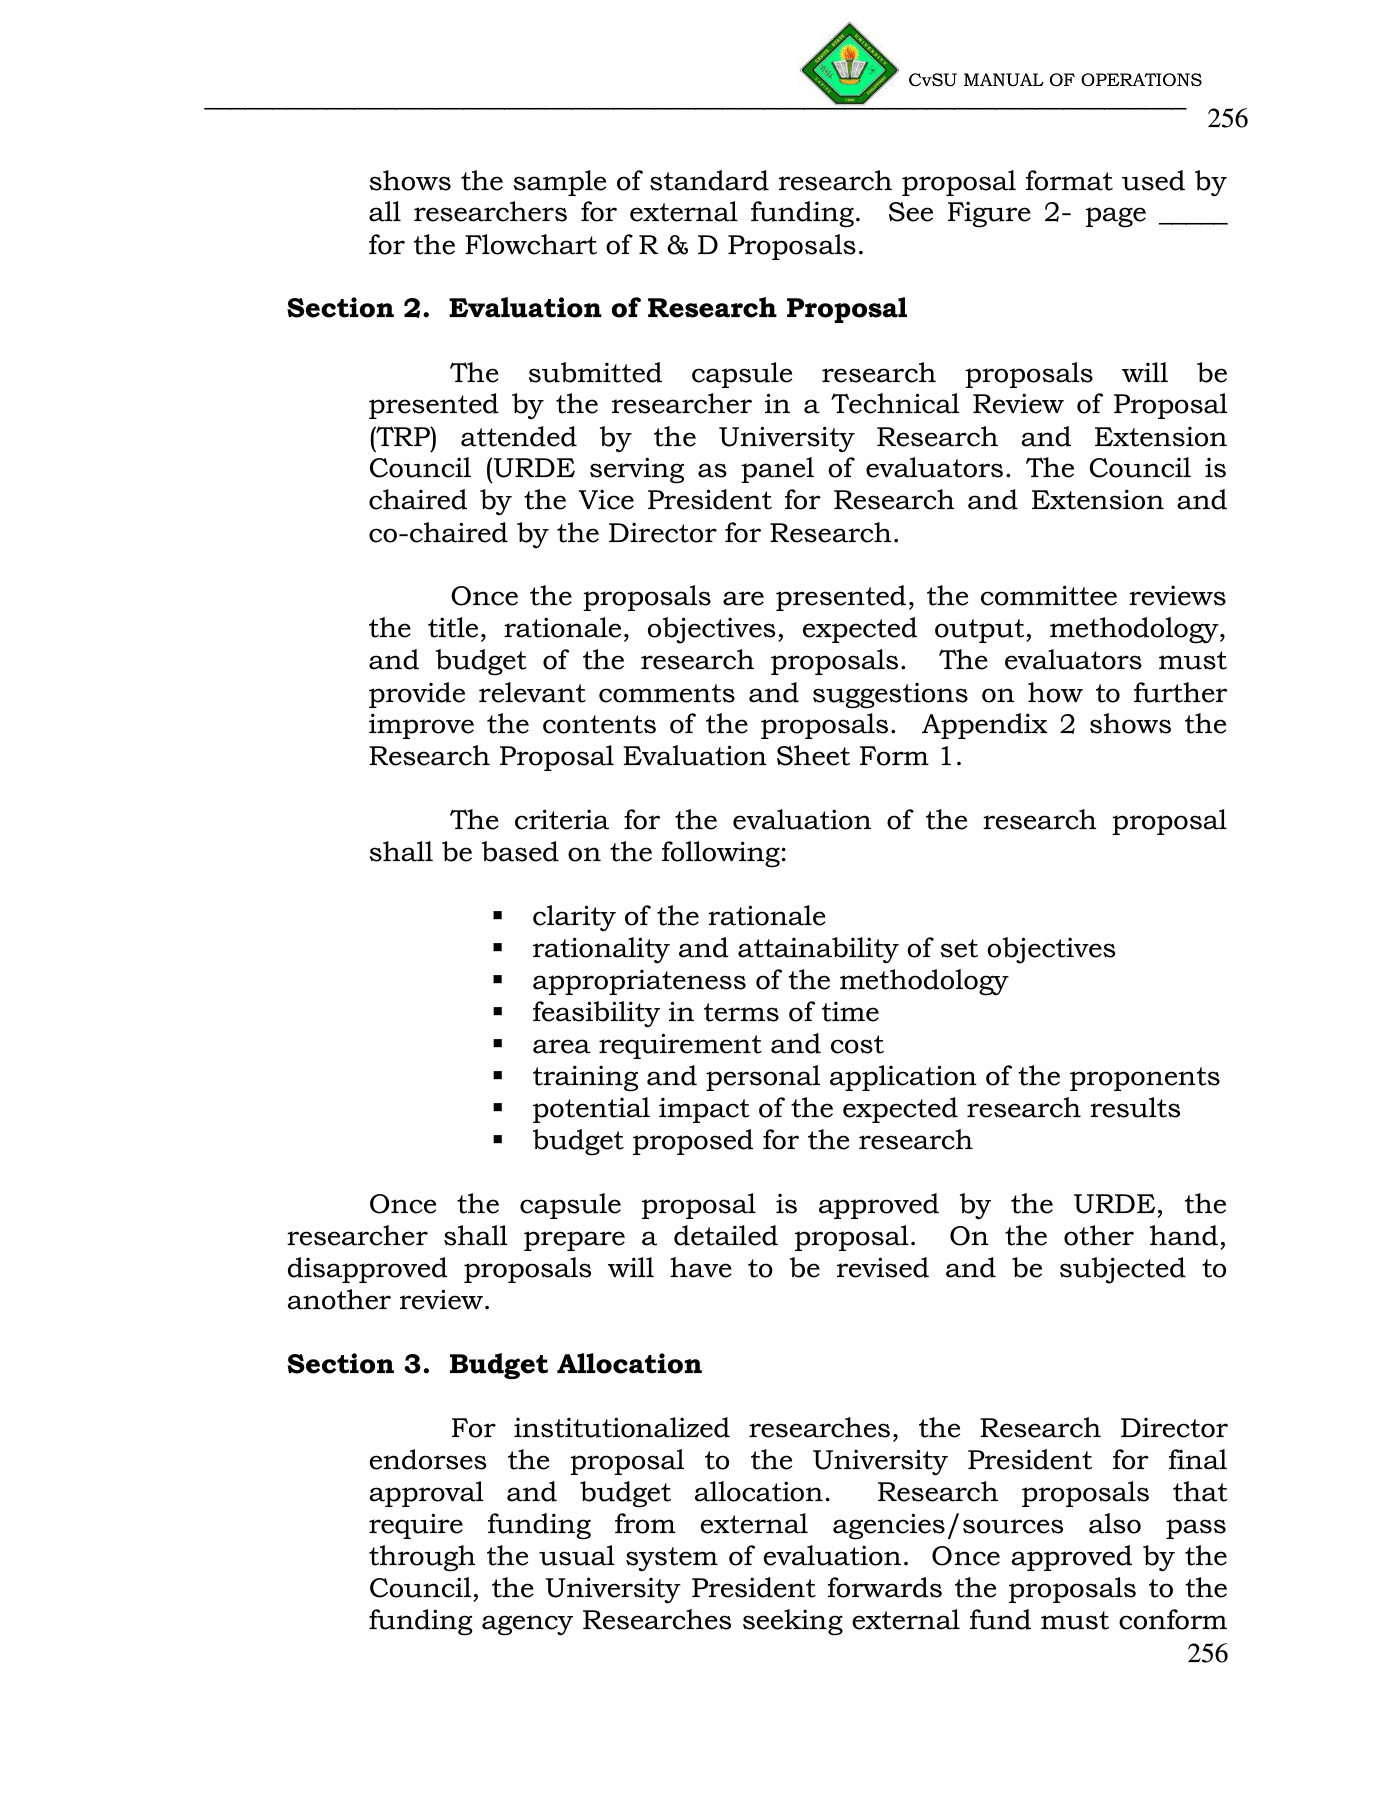 CvSU MANUAL OF OPERATIONS
256
shows the sample of standard research proposal format used by
all researchers for external funding.  See Figure 2- page _____
for the Flowchart of R & D Proposals.
Section 2.  Evaluation of Research Proposal
The submitted capsule research proposals will be
presented by the researcher in a Technical Review of Proposal
(TRP) attended by the University Research and Extension
Council (URDE serving as panel of evaluators. The Council is
chaired by the Vice President for Research and Extension and
co-chaired by the Director for Research.
Once the proposals are presented, the committee reviews
the title, rationale, objectives, expected output, methodology,
and budget of the research proposals.  The evaluators must
provide relevant comments and suggestions on how to further
improve the contents of the proposals.  Appendix 2 shows the
Research Proposal Evaluation Sheet Form 1.
The criteria for the evaluation of the research proposal
shall be based on the following:
▪ clarity of the rationale
▪ rationality and attainability of set objectives
▪ appropriateness of the methodology
▪ feasibility in terms of time
▪ area requirement and cost
▪ training and personal application of the proponents
▪ potential impact of the expected research results
▪ budget proposed for the research
Once the capsule proposal is approved by the URDE, the
researcher shall prepare a detailed proposal.  On the other hand,
disapproved proposals will have to be revised and be subjected to
another review.
Section 3.  Budget Allocation
For institutionalized researches, the Research Director
endorses the proposal to the University President for final
approval and budget allocation.  Research proposals that
require funding from external agencies/sources also pass
through the usual system of evaluation.  Once approved by the
Council, the University President forwards the proposals to the
funding agency Researches seeking external fund must conform
256